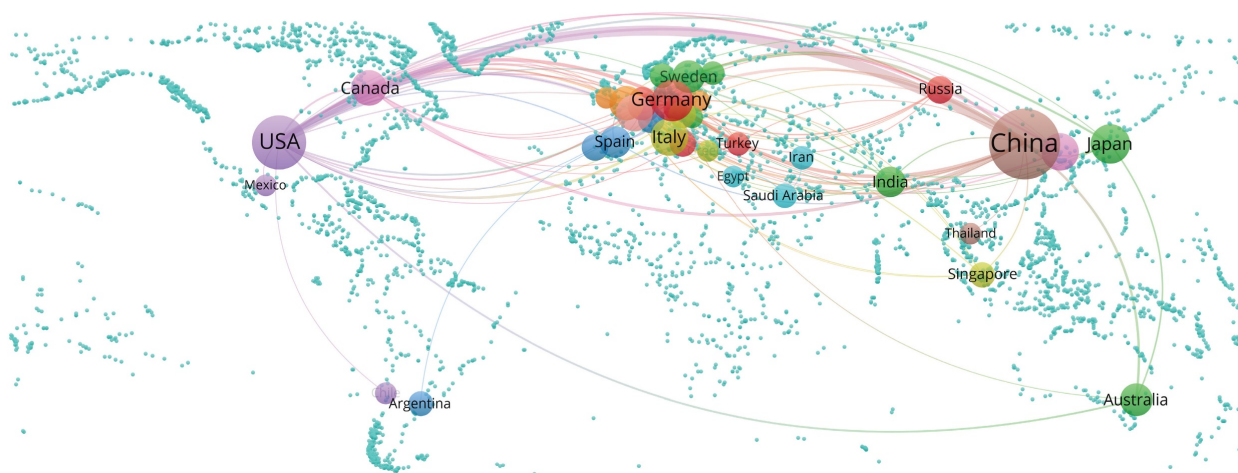 Sweden
Canada
Russia
Germany
USA
Spain
Italy
Turkey
China
Japan
Iran
Mexico
Egypt
India
Saudi Arabia
Thailand
Singapore
Chile
Argentina
Australia